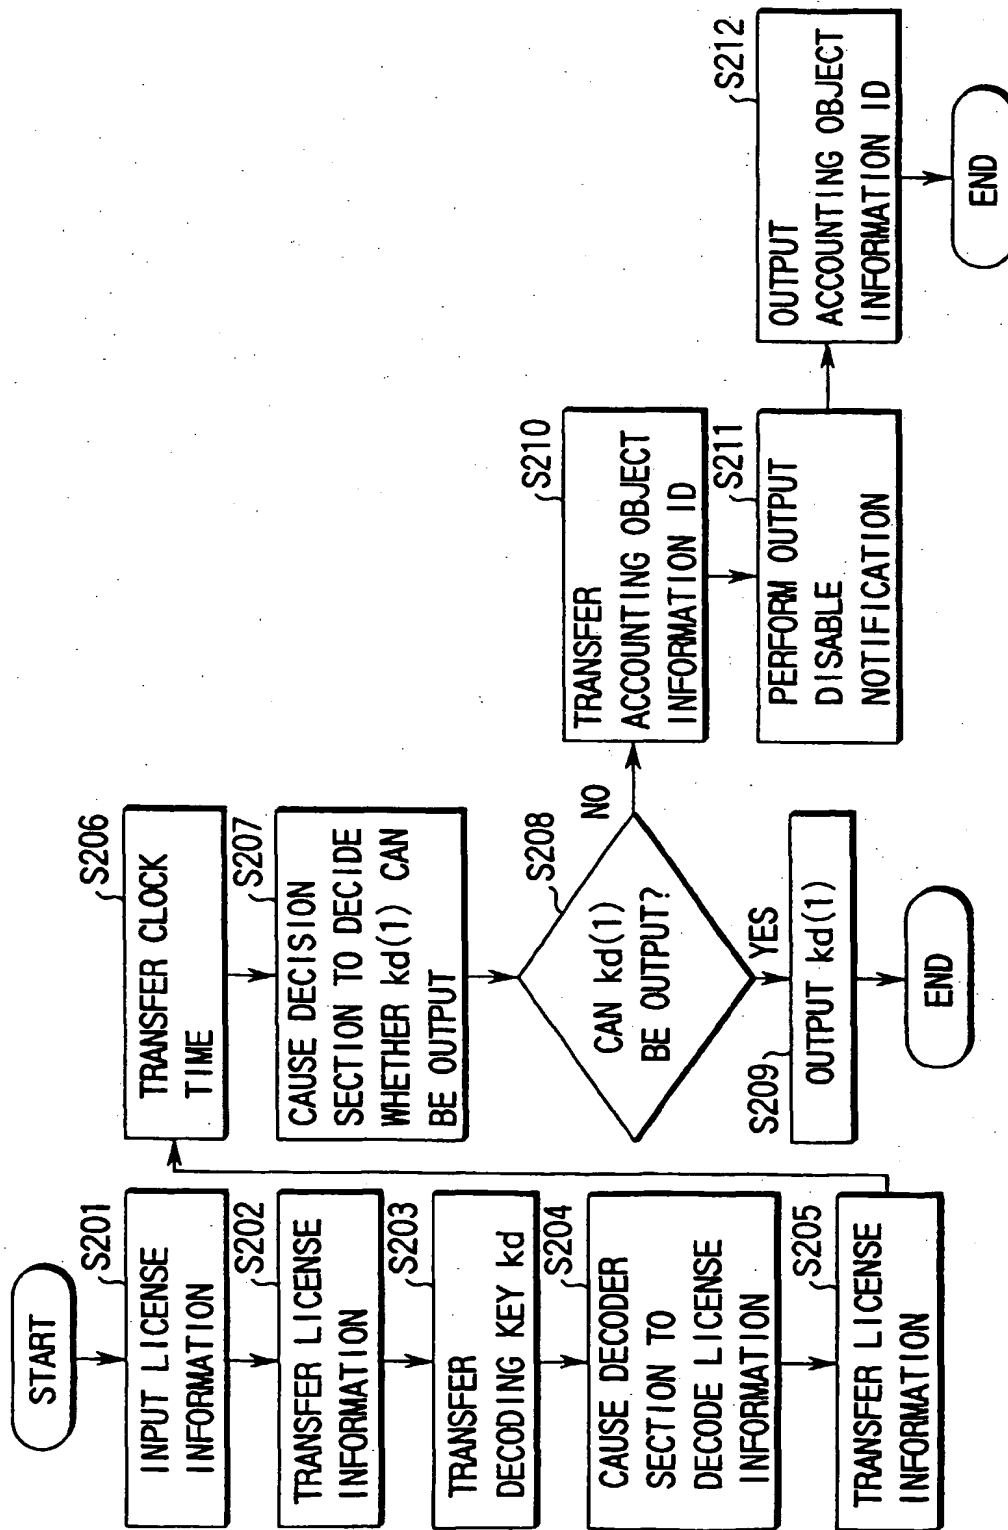 START
S201
INPUT LICENSE
INFORMATION
S202
TRANSFER LICENSE
INFORMATION
S203
TRANSFER
DECODING KEY kd
S204
CAUSE DECODER
SECTION TO
DECODE LICENSE
INFORMATION
S205
TRANSFER LICENSE
INFORMATION
S206
TRANSFER CLOCK
TIME
S207
CAUSE DECISION
SECTION TO DECIDE
WHETHER kd(1) CAN
BE OUTPUT
S208
CAN kd(1)
BE OUTPUT?
NO
YES
S209
OUTPUT kd(1)
END
S210
TRANSFER
ACCOUNTING OBJECT
INFORMATION ID
S211
PERFORM OUTPUT
DISABLE
NOTIFICATION
S212
OUTPUT
ACCOUNTING OBJECT
INFORMATION ID
END